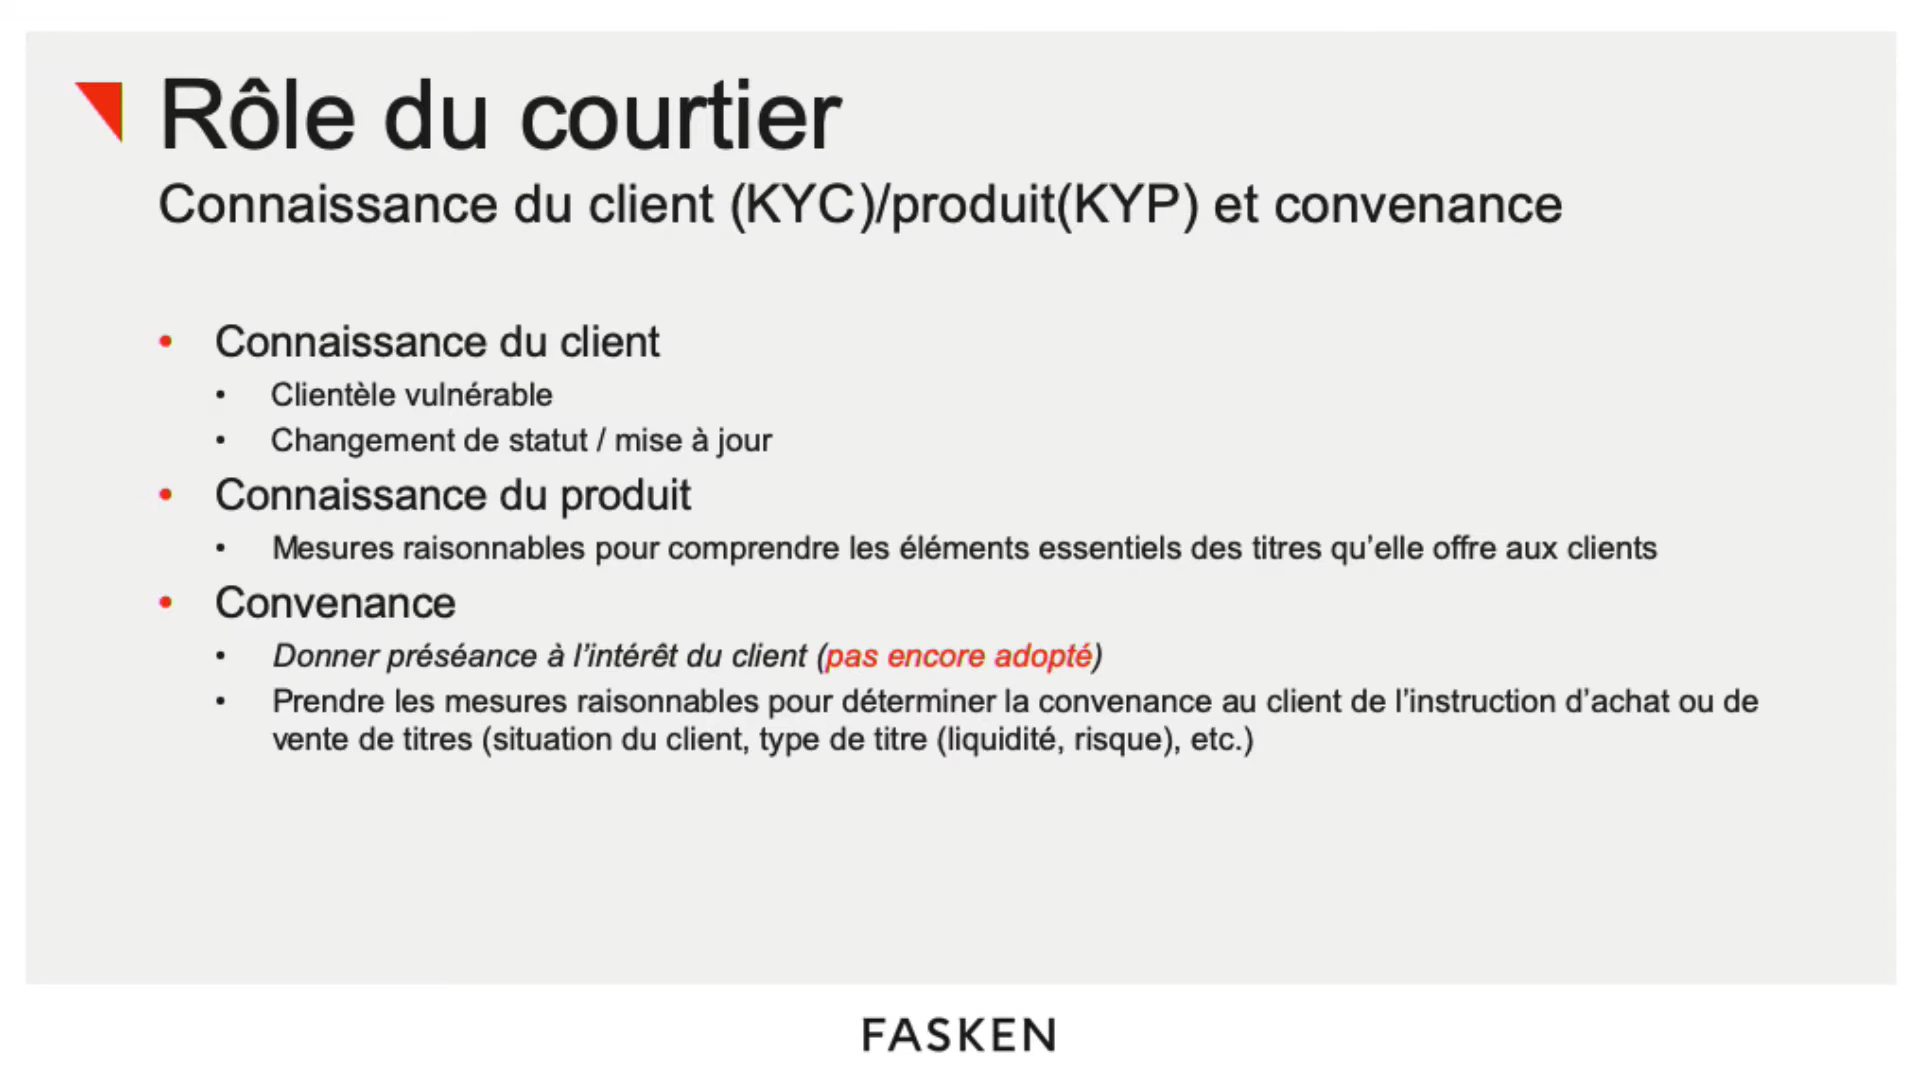 Rôle du courtier
Connaissance du client (KYC)/produit(KYP) et convenance
• Connaissance du client
• Clientèle vulnérable
• Changement de statut / mise à jour
• Connaissance du produit
• Mesures raisonnables pour comprendre les éléments essentiels des titres qu’elle offre aux clients
• Convenance
• Donner préséance à l’intérêt du client (pas encore adopté)
• Prendre les mesures raisonnables pour déterminer la convenance au client de l’instruction d’achat ou de
vente de titres (situation du client, type de titre (liquidité, risque), etc.)
FASKEN